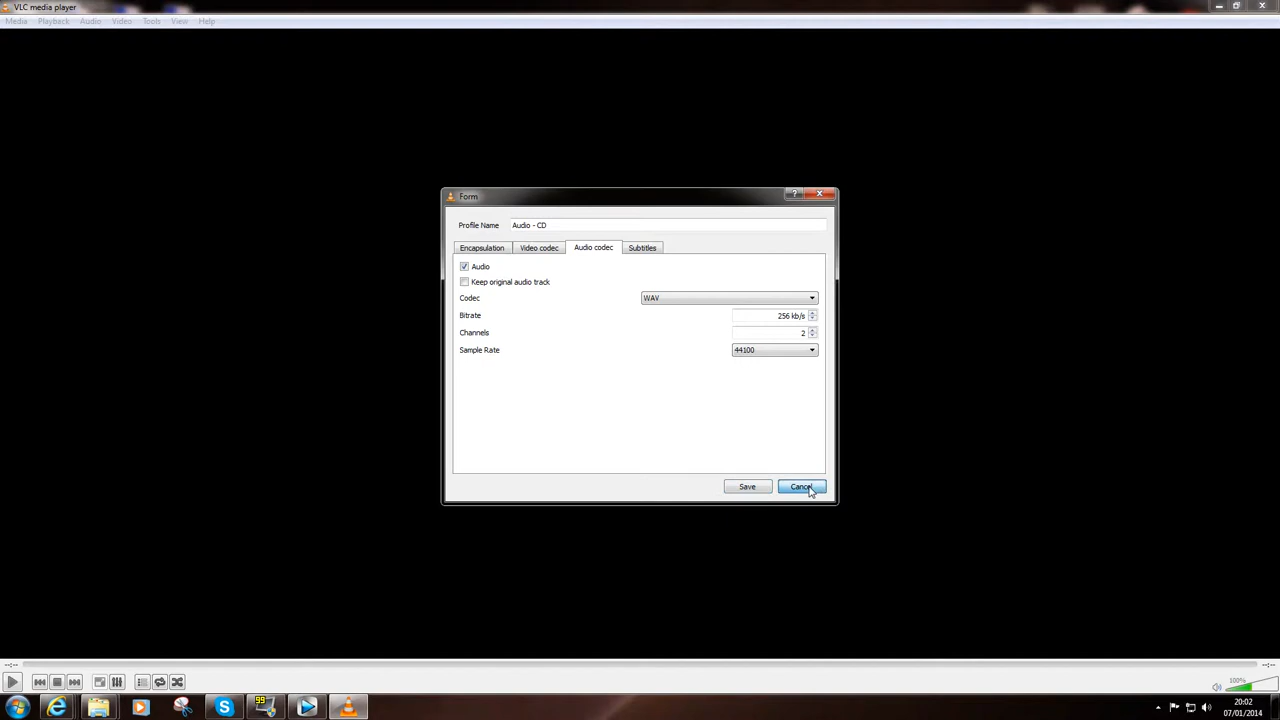 VLC media player
Media Playback Audio Video Tools View Help
Form
Profile Name Audio - CD
Encapsulation Video codec Audio codec Subtitles
Audio
Keep original audio track
Codec WAV
Bitrate 256 kb/s
Channels 2
Sample Rate 44100
Save Cancel
--:-- --:--
100%
99
20:02
07/01/2014